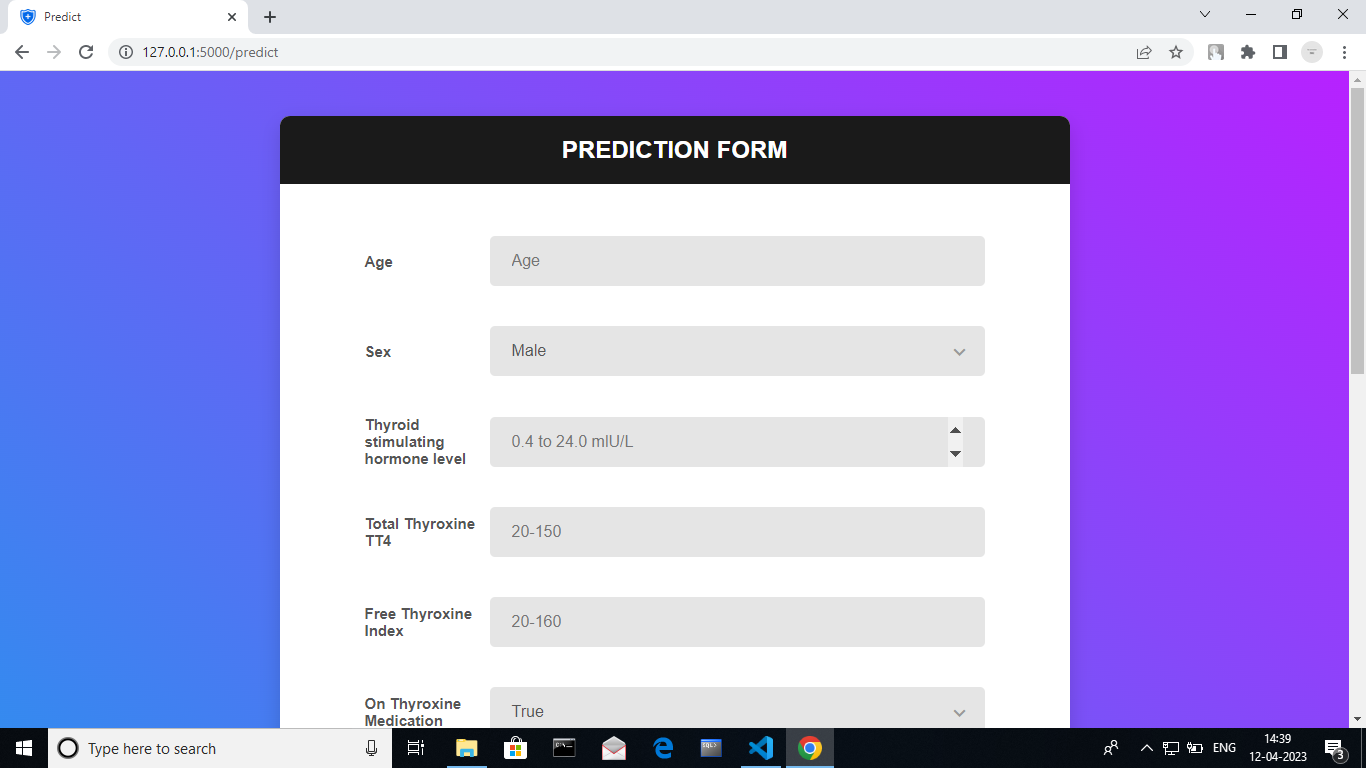 Predict
127.0.0.1:5000/predict
PREDICTION FORM
Age
Age
Sex
Male
Thyroid
stimulating
hormone level
0.4 to 24.0 mIU/L
Total Thyroxine
TT4
20-150
Free Thyroxine
Index
20-160
On Thyroxine
Medication
True
Type here to search
ENG
14:39
12-04-2023
3